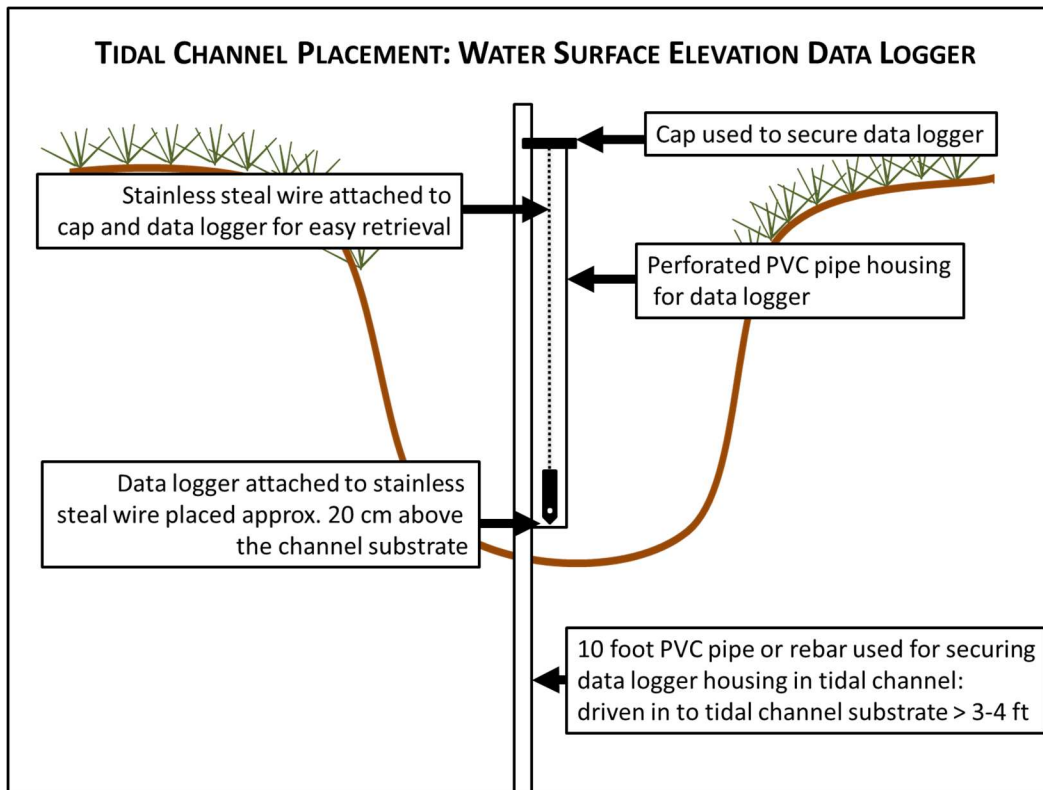 TIDAL CHANNEL PLACEMENT: WATER SURFACE ELEVATION DATA LOGGER
Cap used to secure data logger
Stainless steal wire attached to
cap and data logger for easy retrieval
Perforated PVC pipe housing
for data logger
Data logger attached to stainless
steal wire placed approx. 20 cm above
the channel substrate
10 foot PVC pipe or rebar used for securing
data logger housing in tidal channel:
driven in to tidal channel substrate > 3-4 ft